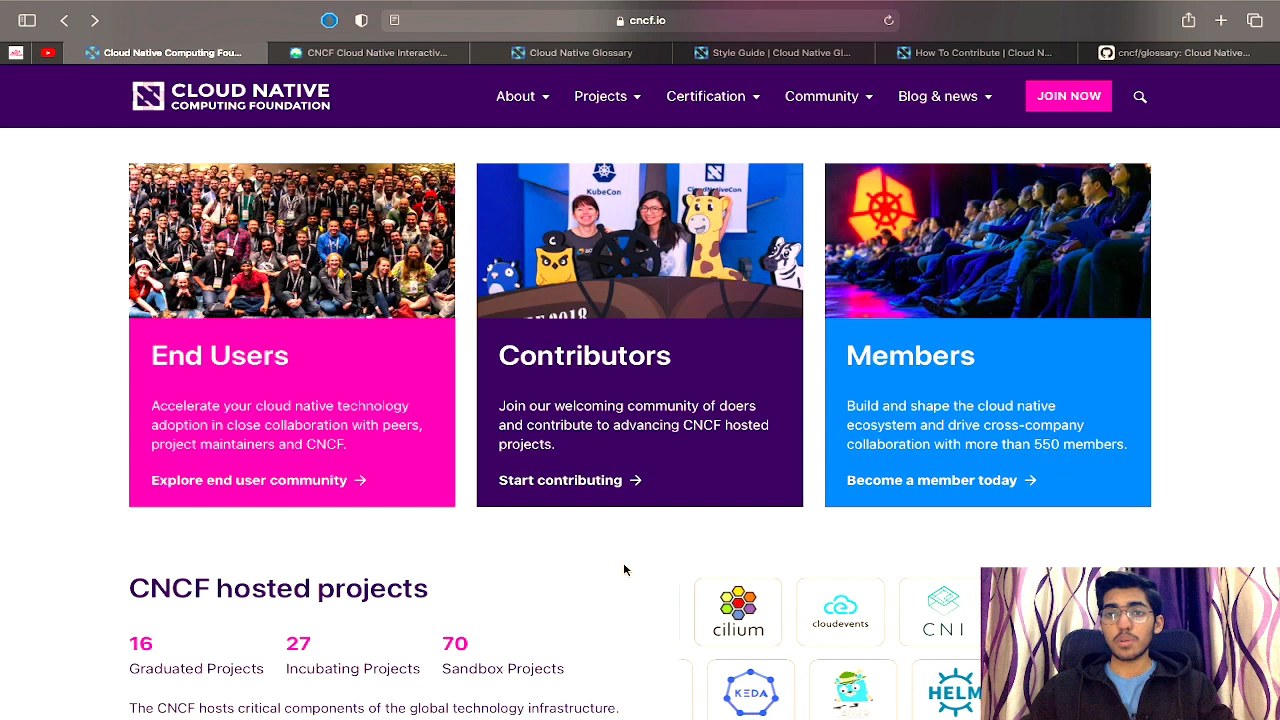 cncf.io
Cloud Native Computing Fou...
CNCF Cloud Native Interactiv...
Cloud Native Glossary
Style Guide | Cloud Native Gl...
How To Contribute | Cloud N...
cncf/glossary: Cloud Native...
CLOUD NATIVE
COMPUTING FOUNDATION
About
Projects
Certification
Community
Blog & news
JOIN NOW
KubeCon
CloudNativeCon
2018
End Users
Accelerate your cloud native technology
adoption in close collaboration with peers,
project maintainers and CNCF.
Explore end user community →
Contributors
Join our welcoming community of doers
and contribute to advancing CNCF hosted
projects.
Start contributing →
Members
Build and shape the cloud native
ecosystem and drive cross-company
collaboration with more than 550 members.
Become a member today →
CNCF hosted projects
16
Graduated Projects
27
Incubating Projects
70
Sandbox Projects
The CNCF hosts critical components of the global technology infrastructure.
cilium
cloudevents
CNI
KEDA
HELM